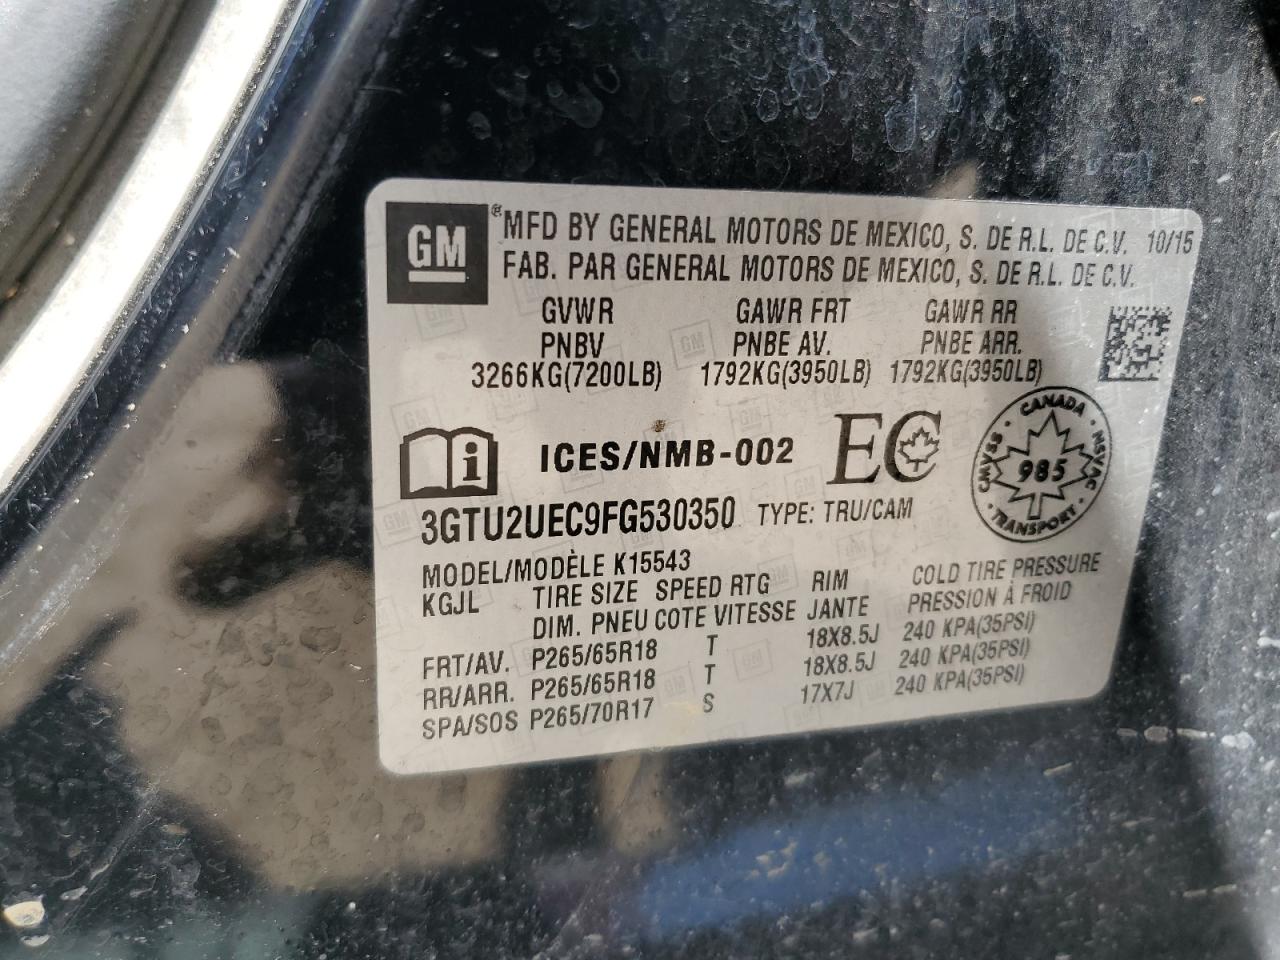 GM ® MFD BY GENERAL MOTORS DE MEXICO, S. DE R.L. DE C.V. 10/15
FAB. PAR GENERAL MOTORS DE MEXICO, S. DE R.L. DE C.V.
GVWR GAWR FRT GAWR RR
PNBV PNBE AV. PNBE ARR.
3266KG(7200LB) 1792KG(3950LB) 1792KG(3950LB)
i ICES/NMB-002 EC
CANADA
CMVSS 985 NSVAC
TRANSPORT
3GTU2UEC9FG530350 TYPE: TRU/CAM
MODEL/MODÈLE K15543
KGJL TIRE SIZE SPEED RTG RIM COLD TIRE PRESSURE
DIM. PNEU COTE VITESSE JANTE PRESSION À FROID
FRT/AV. P265/65R18 T 18X8.5J 240 KPA(35PSI)
RR/ARR. P265/65R18 T 18X8.5J 240 KPA(35PSI)
SPA/SOS P265/70R17 S 17X7J 240 KPA(35PSI)